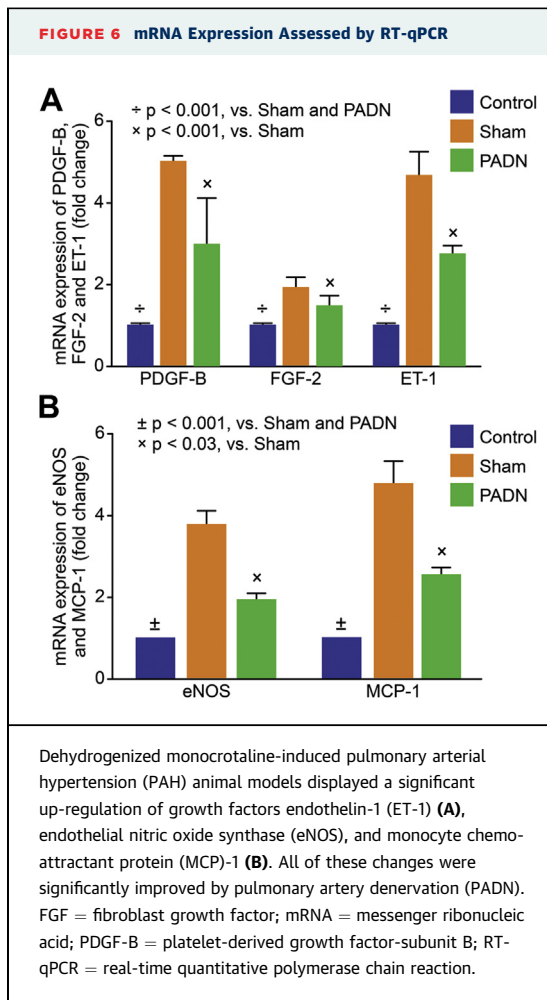 FIGURE 6 mRNA Expression Assessed by RT-qPCR
A
mRNA expression of PDGF-B,
FGF-2 and ET-1 (fold change)
6
4
2
0
÷ p < 0.001, vs. Sham and PADN
× p < 0.001, vs. Sham
Control
Sham
PADN
÷
×
÷
×
÷
×
PDGF-B
FGF-2
ET-1
B
mRNA expression of eNOS
and MCP-1 (fold change)
6
4
2
0
± p < 0.001, vs. Sham and PADN
× p < 0.03, vs. Sham
Control
Sham
PADN
±
×
±
×
eNOS
MCP-1
Dehydrogenized monocrotaline-induced pulmonary arterial
hypertension (PAH) animal models displayed a significant
up-regulation of growth factors endothelin-1 (ET-1) (A),
endothelial nitric oxide synthase (eNOS), and monocyte chemo-
attractant protein (MCP)-1 (B). All of these changes were
significantly improved by pulmonary artery denervation (PADN).
FGF = fibroblast growth factor; mRNA = messenger ribonucleic
acid; PDGF-B = platelet-derived growth factor-subunit B; RT-
qPCR = real-time quantitative polymerase chain reaction.